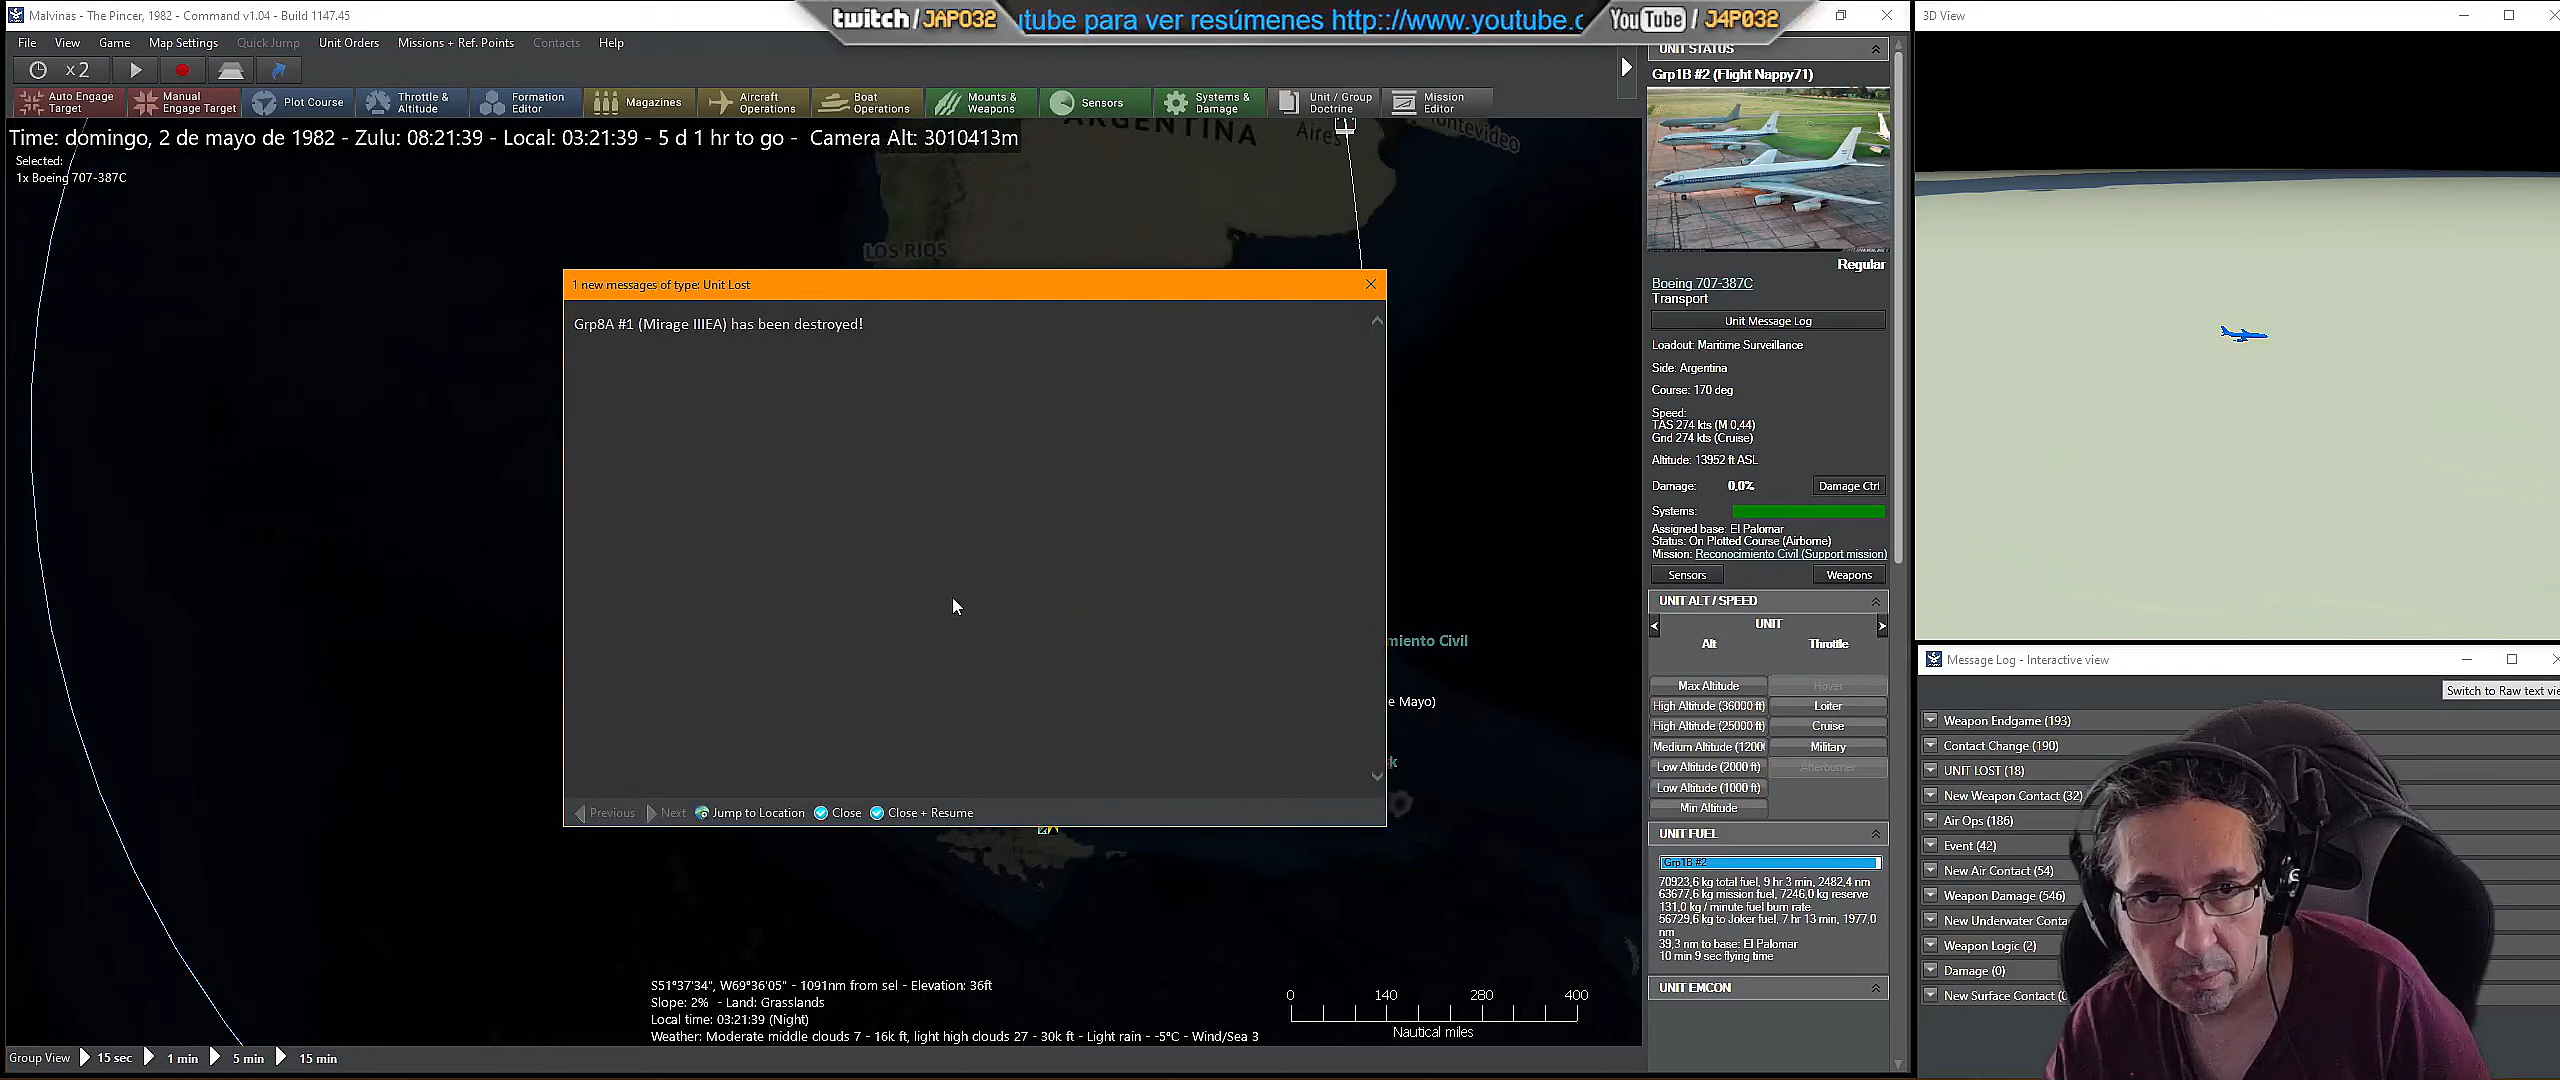 Malvinas - The Pincer, 1982 - Command v1.04 - Build 1147.45
twitch / JAPO32
utube para ver resúmenes http://www.youtube.c
YouTube / J4P032
File View Game Map Settings Quick Jump Unit Orders Missions + Ref. Points Contacts Help
x2
Auto Engage Target
Manual Engage Target
Plot Course
Throttle & Altitude
Formation Editor
Magazines
Aircraft Operations
Boat Operations
Mounts & Weapons
Sensors
Systems & Damage
Unit / Group Doctrine
Mission Editor
Time: domingo, 2 de mayo de 1982 - Zulu: 08:21:39 - Local: 03:21:39 - 5 d 1 hr to go - Camera Alt: 3010413m
Selected:
1x Boeing 707-387C
ARGENTINA
Aires
Montevideo
LOS RIOS
1 new messages of type: Unit Lost
Grp8A #1 (Mirage IIIEA) has been destroyed!
Previous Next Jump to Location Close Close + Resume
miento Civil
e Mayo)
k
S51°37'34", W69°36'05" - 1091nm from sel - Elevation: 36ft
Slope: 2% - Land: Grasslands
Local time: 03:21:39 (Night)
Weather: Moderate middle clouds 7 - 16k ft, light high clouds 27 - 30k ft - Light rain - -5°C - Wind/Sea 3
0 140 280 400
Nautical miles
Group View 15 sec 1 min 5 min 15 min
UNIT STATUS
Grp1B #2 (Flight Nappy71)
Regular
Boeing 707-387C
Transport
Unit Message Log
Loadout: Maritime Surveillance
Side: Argentina
Course: 170 deg
Speed:
TAS 274 kts (M 0,44)
Grnd 274 kts (Cruise)
Altitude: 13952 ft ASL
Damage: 0,0% Damage Ctrl
Systems:
Assigned base: El Palomar
Status: On Plotted Course (Airborne)
Mission: Reconocimiento Civil (Support mission)
Sensors Weapons
UNIT ALT / SPEED
UNIT
Alt Throttle
Max Altitude Hover
High Altitude (36000 ft) Loiter
High Altitude (25000 ft) Cruise
Medium Altitude (1200 Military
Low Altitude (2000 ft) Afterburner
Low Altitude (1000 ft)
Min Altitude
UNIT FUEL
Grp1B #2
70923,6 kg total fuel, 9 hr 3 min, 2482,4 nm
63677,6 kg mission fuel, 7246,0 kg reserve
131,0 kg / minute fuel burn rate
56729,6 kg to Joker fuel, 7 hr 13 min, 1977,0
nm
39,3 nm to base: El Palomar
10 min 9 sec flying time
UNIT EMCON
3D View
Message Log - Interactive view
Switch to Raw text vie
Weapon Endgame (193)
Contact Change (190)
UNIT LOST (18)
New Weapon Contact (32)
Air Ops (186)
Event (42)
New Air Contact (54)
Weapon Damage (546)
New Underwater Conta
Weapon Logic (2)
Damage (0)
New Surface Contact (